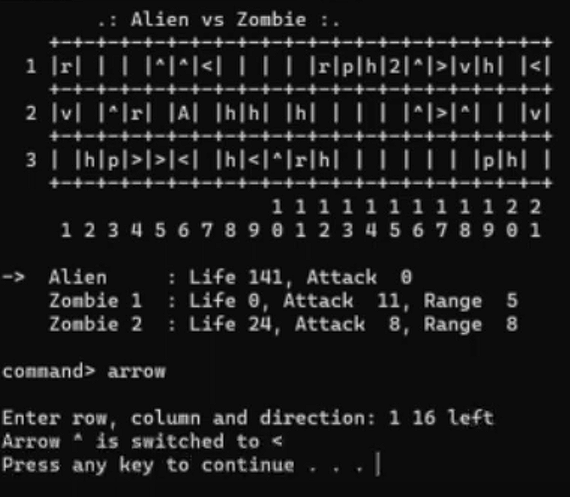 .: Alien vs Zombie :.
+-+-+-+-+-+-+-+-+-+-+-+-+-+-+-+-+-+-+-+-+-+
1 |r| | | |^|^|<| | | | |r|p|h|2|^|>|v|h| |<|
+-+-+-+-+-+-+-+-+-+-+-+-+-+-+-+-+-+-+-+-+-+
2 |v| |^|r| |A| |h|h| |h| | | | |^|>|^| | |v|
+-+-+-+-+-+-+-+-+-+-+-+-+-+-+-+-+-+-+-+-+-+
3 | |h|p|>|>|<| |h|<|^|r|h| | | | | | |p|h| |
+-+-+-+-+-+-+-+-+-+-+-+-+-+-+-+-+-+-+-+-+-+
1 1 1 1 1 1 1 1 1 1 2 2
1 2 3 4 5 6 7 8 9 0 1 2 3 4 5 6 7 8 9 0 1
-> Alien : Life 141, Attack 0
Zombie 1 : Life 0, Attack 11, Range 5
Zombie 2 : Life 24, Attack 8, Range 8
command> arrow
Enter row, column and direction: 1 16 left
Arrow ^ is switched to <
Press any key to continue . . .